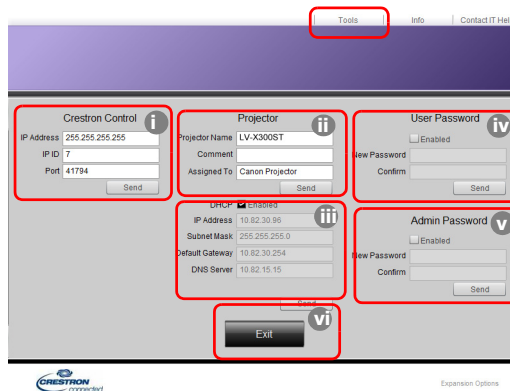 Tools
Info
Contact IT Hel
Crestron Control
i
IP Address 255.255.255.255
IP ID 7
Port 41794
Send
Projector
ii
Projector Name LV-X300ST
Comment
Assigned To Canon Projector
Send
DHCP Enabled
iii
IP Address 10.82.30.96
Subnet Mask 255.255.255.0
Default Gateway 10.82.30.254
DNS Server 10.82.15.15
Send
User Password
iv
Enabled
New Password
Confirm
Send
Admin Password
v
Enabled
New Password
Confirm
Send
vi
Exit
CRESTRON
connected
Expansion Options